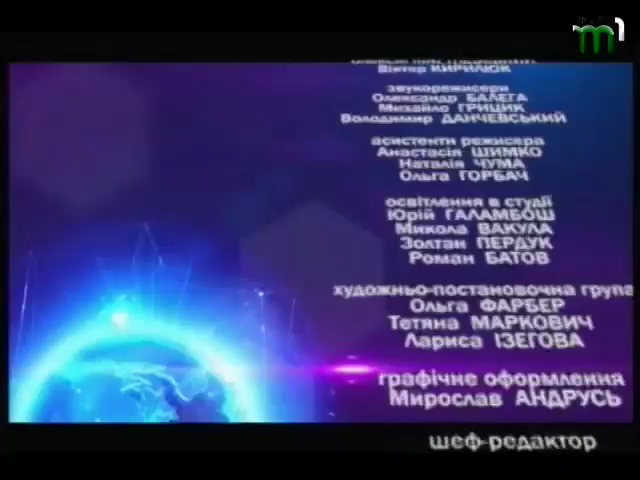 m1
Віктор КИРИЛЮК
звукорежисери
Олександр БАЛЕГА
Михайло ГРИЦИК
Володимир ДАНЧЕВСЬКИЙ
асистенти режисера
Анастасія ШИМКО
Наталія ЧУМА
Ольга ГОРБАЧ
освітлення в студії
Юрій ГАЛАМБОШ
Микола ВАКУЛА
Золтан ПЕРДУК
Роман БАТОВ
художньо-постановочна група
Ольга ФАРБЕР
Тетяна МАРКОВИЧ
Лариса ІЗЕГОВА
графічне оформлення
Мирослав АНДРУСЬ
шеф-редактор